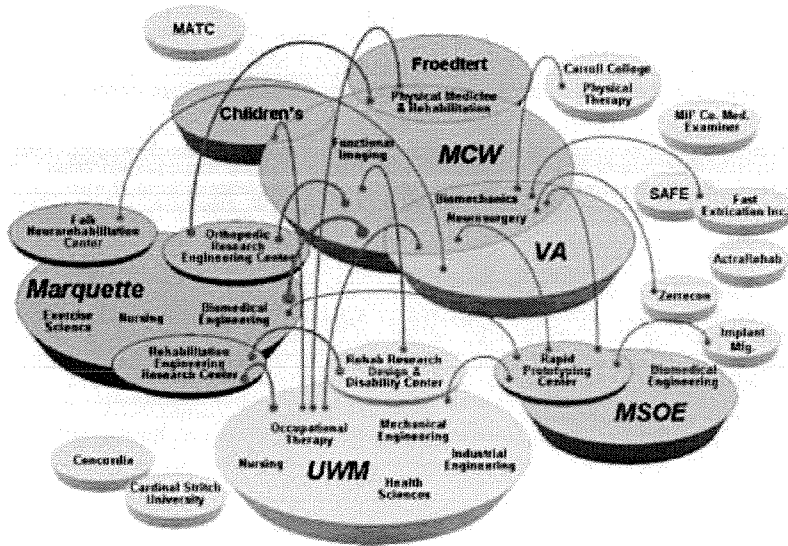 MATC
Froedtert
Carroll College
Physical
Therapy
Physical Medicine
& Rehabilitation
Children's
Mil. Co. Med.
Examiner
Functional
Imaging
MCW
Biomechanics
Neurosurgery
SAFE
Fast
Extrication Inc.
Falk
Neurorehabilitation
Center
Orthopedic
Research
Engineering Center
VA
ActraRehab
Marquette
Zerrecon
Exercise
Science
Nursing
Biomedical
Engineering
Implant
Mfg.
Rehabilitation
Engineering
Research Center
Rehab Research
Design &
Disability Center
Rapid
Prototyping
Center
Biomedical
Engineering
MSOE
Occupational
Therapy
Mechanical
Engineering
Nursing
UWM
Industrial
Engineering
Health
Sciences
Concordia
Cardinal Stritch
University